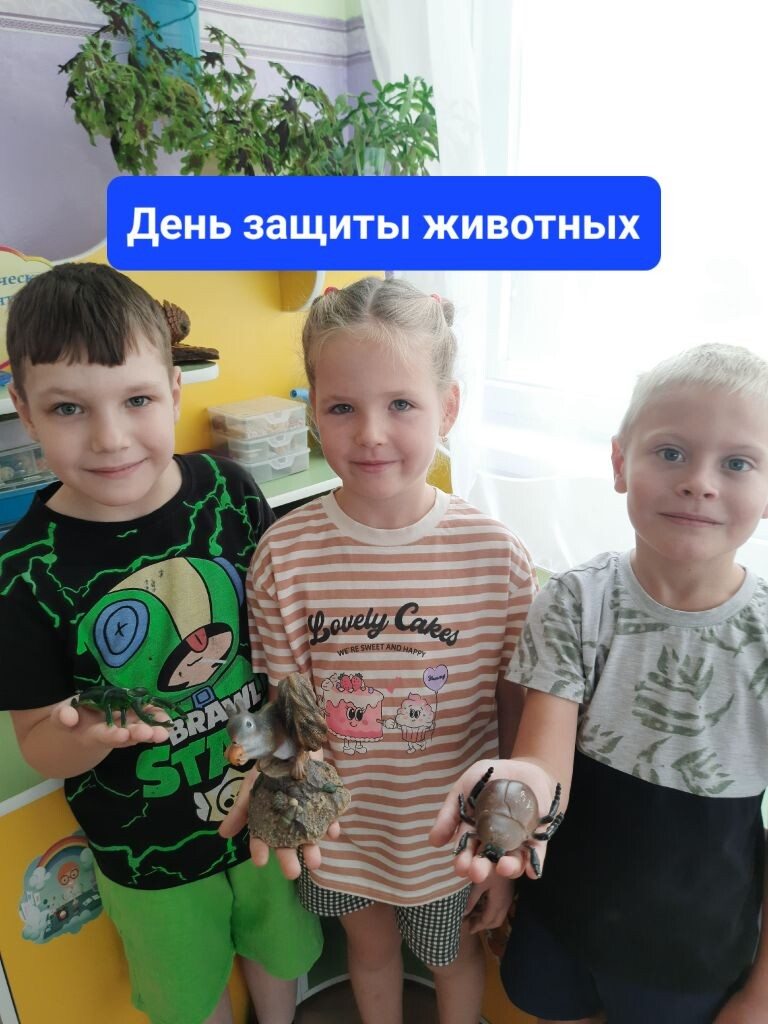 День защиты животных
Lovely Cakes
WE'RE SWEET AND HAPPY
BRAWL
STA